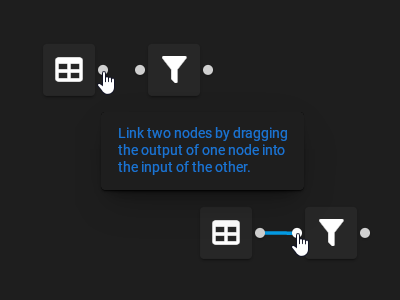 Link two nodes by dragging
the output of one node into
the input of the other.